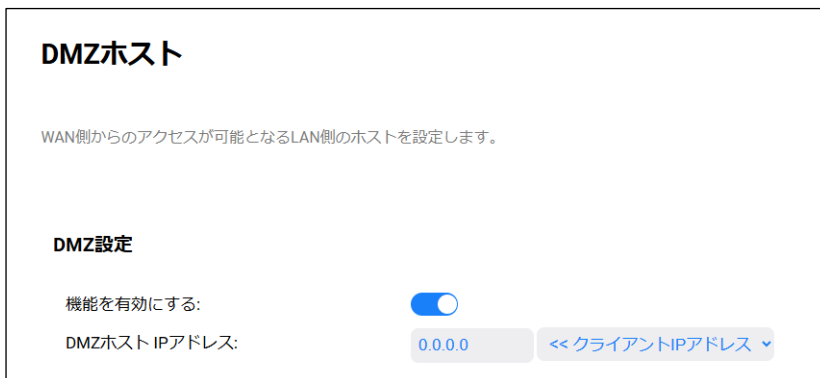 DMZホスト
WAN側からのアクセスが可能となるLAN側のホストを設定します。
DMZ設定
機能を有効にする:
DMZホスト IPアドレス: 0.0.0.0 << クライアントIPアドレス